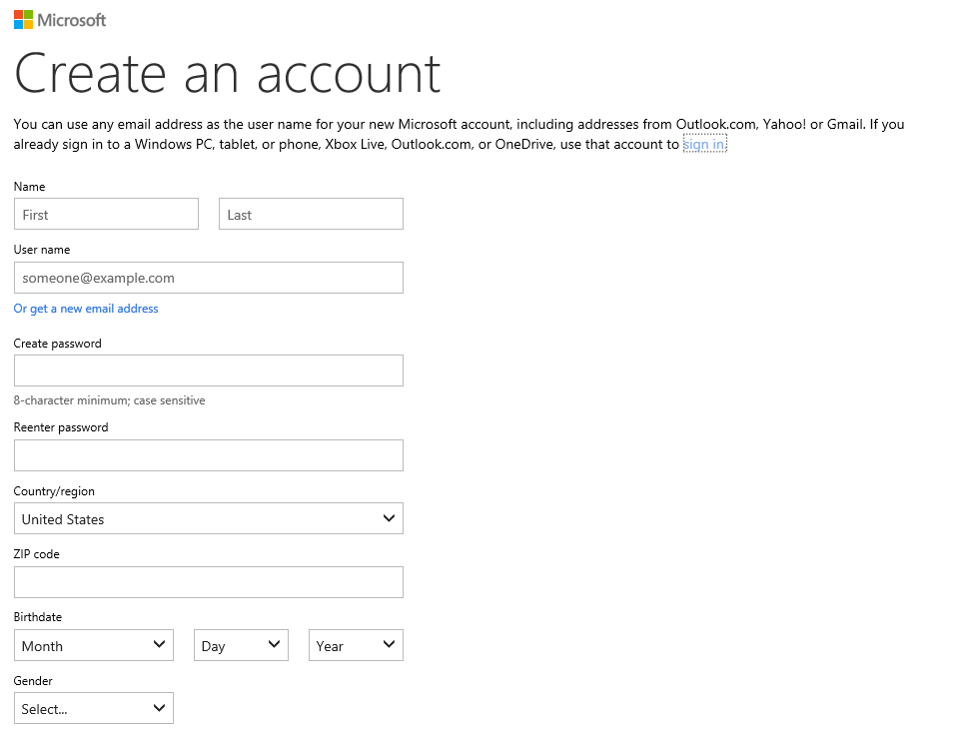 Microsoft
Create an account
You can use any email address as the user name for your new Microsoft account, including addresses from Outlook.com, Yahoo! or Gmail. If you
already sign in to a Windows PC, tablet, or phone, Xbox Live, Outlook.com, or OneDrive, use that account to sign in.
Name
First Last
User name
someone@example.com
Or get a new email address
Create password
8-character minimum; case sensitive
Reenter password
Country/region
United States
ZIP code
Birthdate
Month Day Year
Gender
Select...